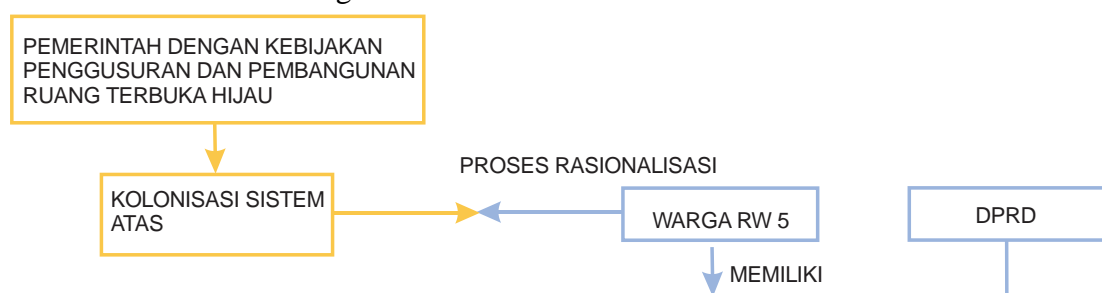 PEMERINTAH DENGAN KEBIJAKAN
PENGGUSURAN DAN PEMBANGUNAN
RUANG TERBUKA HIJAU
PROSES RASIONALISASI
KOLONISASI SISTEM
ATAS
WARGA RW 5
DPRD
MEMILIKI